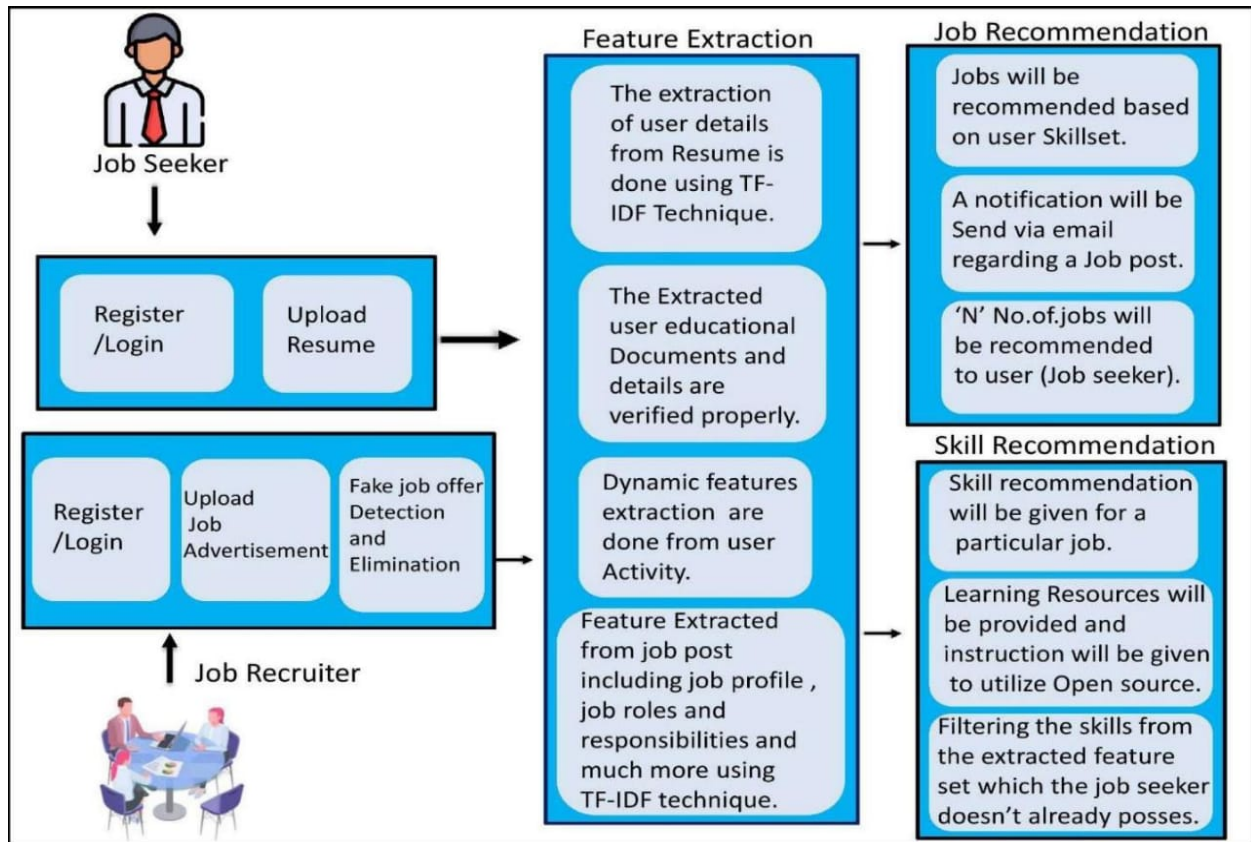 Job Seeker
Register
/Login
Upload
Resume
Register
/Login
Upload
Job
Advertisement
Fake job offer
Detection
and
Elimination
Job Recruiter
Feature Extraction
The extraction
of user details
from Resume is
done using TF-
IDF Technique.
The Extracted
user educational
Documents and
details are
verified properly.
Dynamic features
extraction are
done from user
Activity.
Feature Extracted
from job post
including job profile ,
job roles and
responsibilities and
much more using
TF-IDF technique.
Job Recommendation
Jobs will be
recommended based
on user Skillset.
A notification will be
Send via email
regarding a Job post.
‘N’ No.of.jobs will
be recommended
to user (Job seeker).
Skill Recommendation
Skill recommendation
will be given for a
particular job.
Learning Resources will
be provided and
instruction will be given
to utilize Open source.
Filtering the skills from
the extracted feature
set which the job seeker
doesn’t already posses.